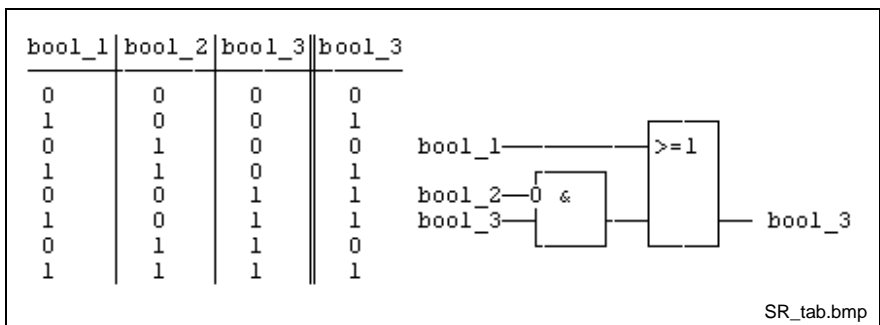 bool_1 bool_2 bool_3 bool_3
0 0 0 0
1 0 0 1
0 1 0 0
1 1 0 1
0 0 1 1
1 0 1 1
0 1 1 0
1 1 1 1
bool_1 >=1
bool_2 0 &
bool_3 bool_3
SR_tab.bmp